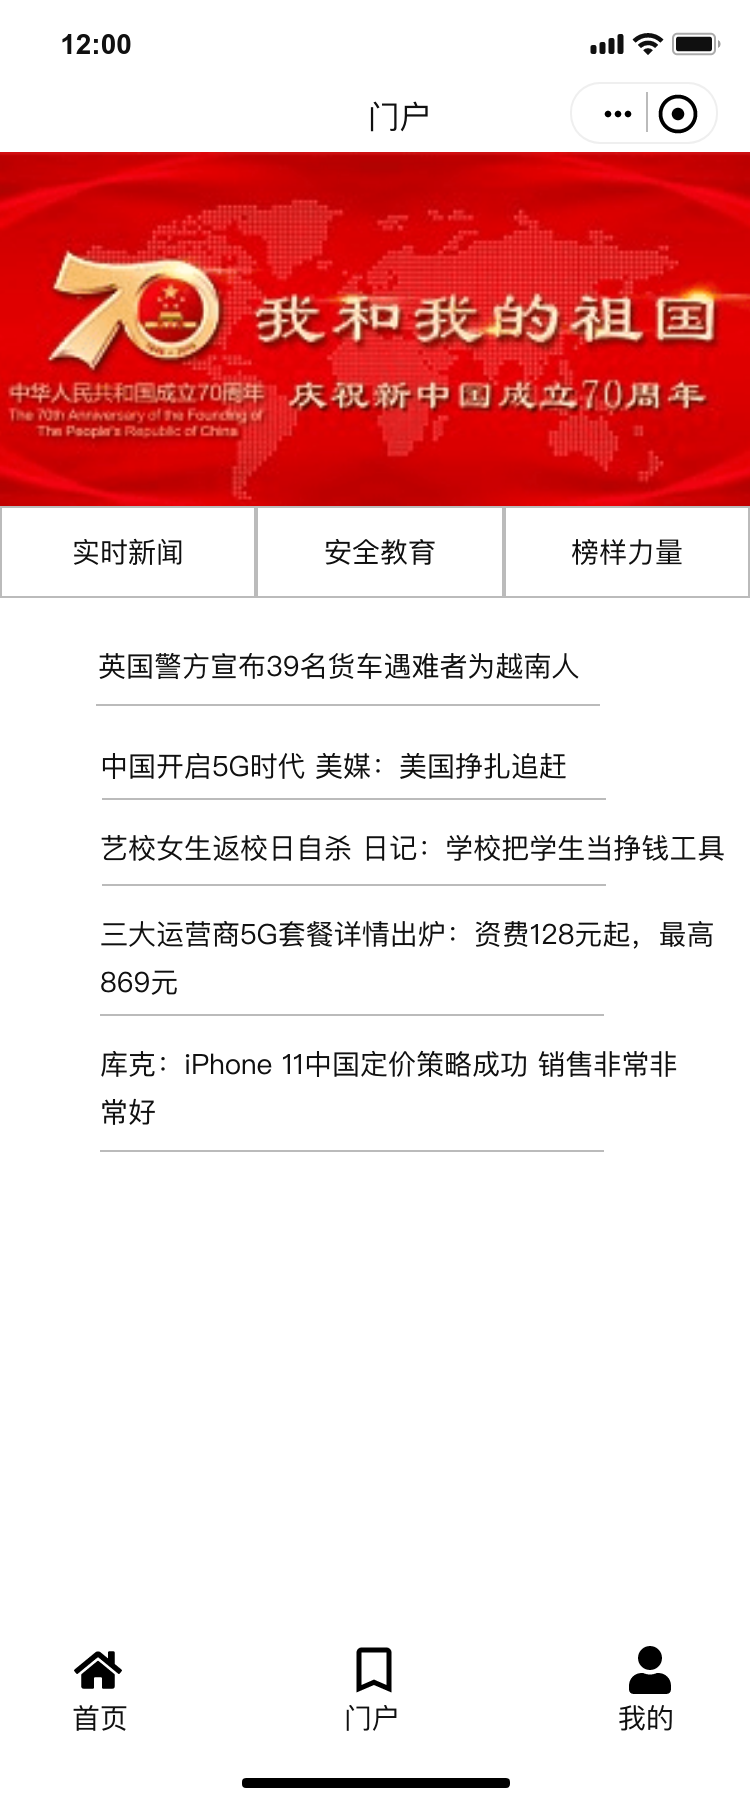 12:00
门户
70
我和我的祖国
中华人民共和国成立70周年
The 70th Anniversary of the Founding of
The People's Republic of China
庆祝新中国成立70周年
实时新闻
安全教育
榜样力量
英国警方宣布39名货车遇难者为越南人
中国开启5G时代 美媒：美国挣扎追赶
艺校女生返校日自杀 日记：学校把学生当挣钱工具
三大运营商5G套餐详情出炉：资费128元起，最高
869元
库克：iPhone 11中国定价策略成功 销售非常非
常好
首页
门户
我的